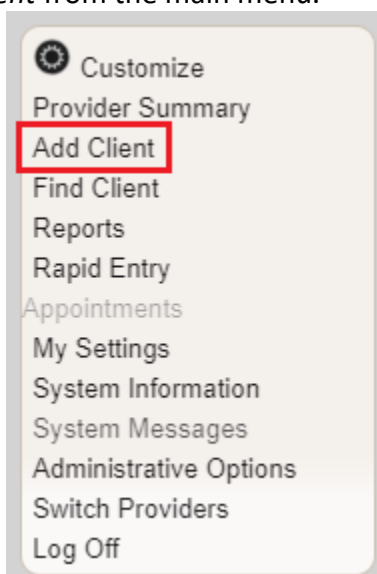 ent from the main menu.
Customize
Provider Summary
Add Client
Find Client
Reports
Rapid Entry
Appointments
My Settings
System Information
System Messages
Administrative Options
Switch Providers
Log Off